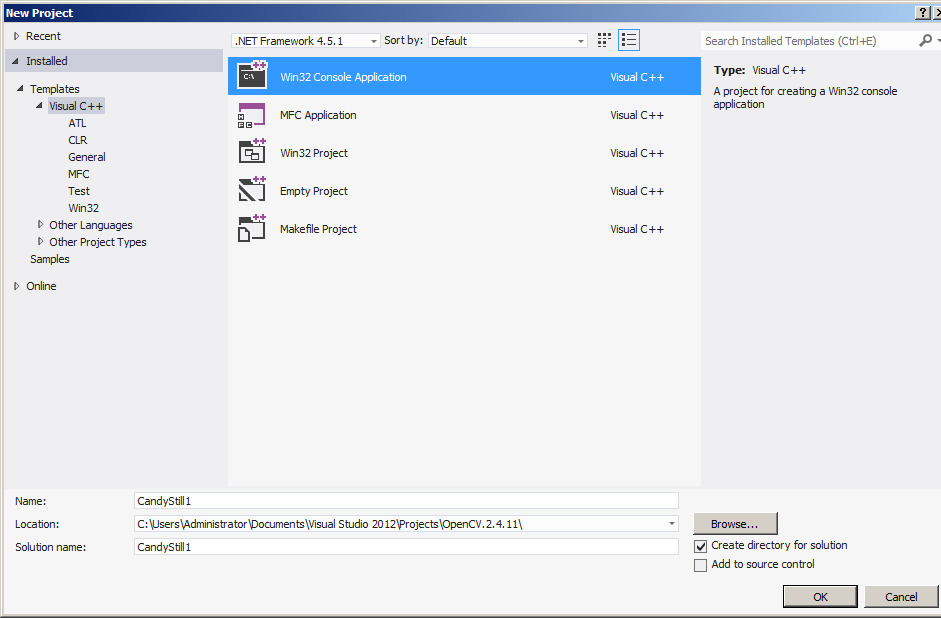 New Project
Recent
.NET Framework 4.5.1
Sort by:
Default
Search Installed Templates (Ctrl+E)
Installed
Templates
Visual C++
ATL
CLR
General
MFC
Test
Win32
Other Languages
Other Project Types
Samples
Online
C:\
Win32 Console Application Visual C++
MFC Application Visual C++
Win32 Project Visual C++
Empty Project Visual C++
Makefile Project Visual C++
Type: Visual C++
A project for creating a Win32 console
application
Name: CandyStill1
Location: C:\Users\Administrator\Documents\Visual Studio 2012\Projects\OpenCV.2.4.11\
Browse...
Solution name: CandyStill1
Create directory for solution
Add to source control
OK
Cancel